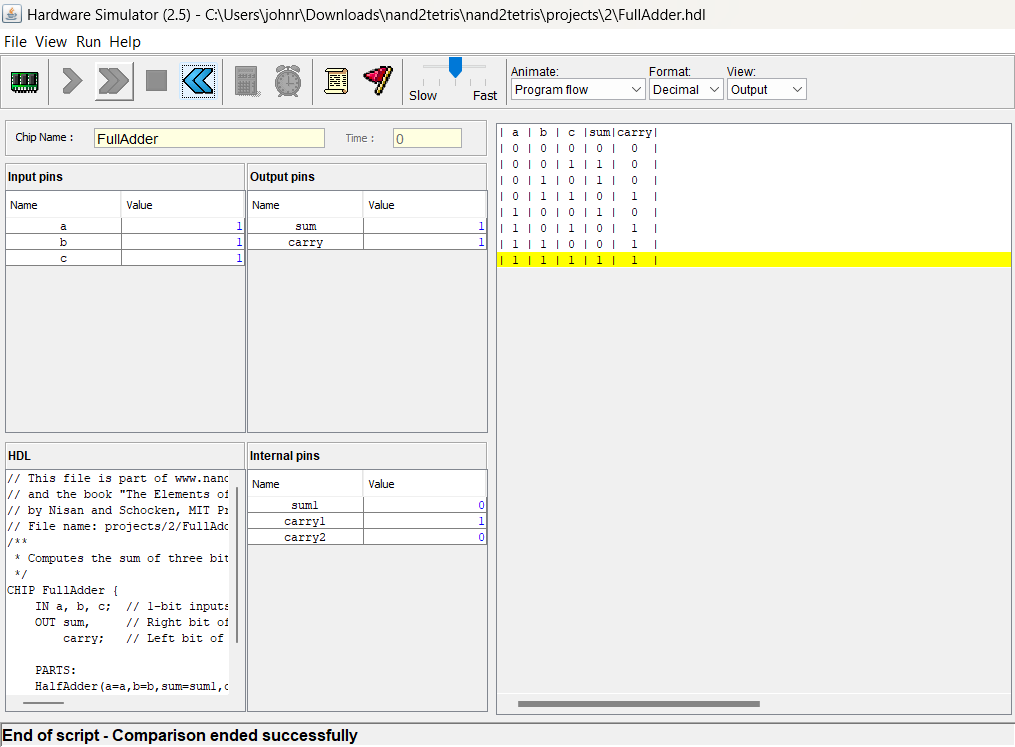 Hardware Simulator (2.5) - C:\Users\johnr\Downloads\nand2tetris\nand2tetris\projects\2\FullAdder.hdl
File View Run Help
Slow Fast
Animate: Format: View:
Program flow Decimal Output
Chip Name : FullAdder Time : 0
Input pins
Name Value
a 1
b 1
c 1
Output pins
Name Value
sum 1
carry 1
HDL
// This file is part of www.nand
// and the book "The Elements of
// by Nisan and Schocken, MIT Pr
// File name: projects/2/FullAdd
/**
* Computes the sum of three bit
*/
CHIP FullAdder {
IN a, b, c; // 1-bit inputs
OUT sum, // Right bit of
carry; // Left bit of
PARTS:
HalfAdder(a=a,b=b,sum=sum1,c
Internal pins
Name Value
sum1 0
carry1 1
carry2 0
| a | b | c |sum|carry|
| 0 | 0 | 0 | 0 | 0 |
| 0 | 0 | 1 | 1 | 0 |
| 0 | 1 | 0 | 1 | 0 |
| 0 | 1 | 1 | 0 | 1 |
| 1 | 0 | 0 | 1 | 0 |
| 1 | 0 | 1 | 0 | 1 |
| 1 | 1 | 0 | 0 | 1 |
| 1 | 1 | 1 | 1 | 1 |
End of script - Comparison ended successfully